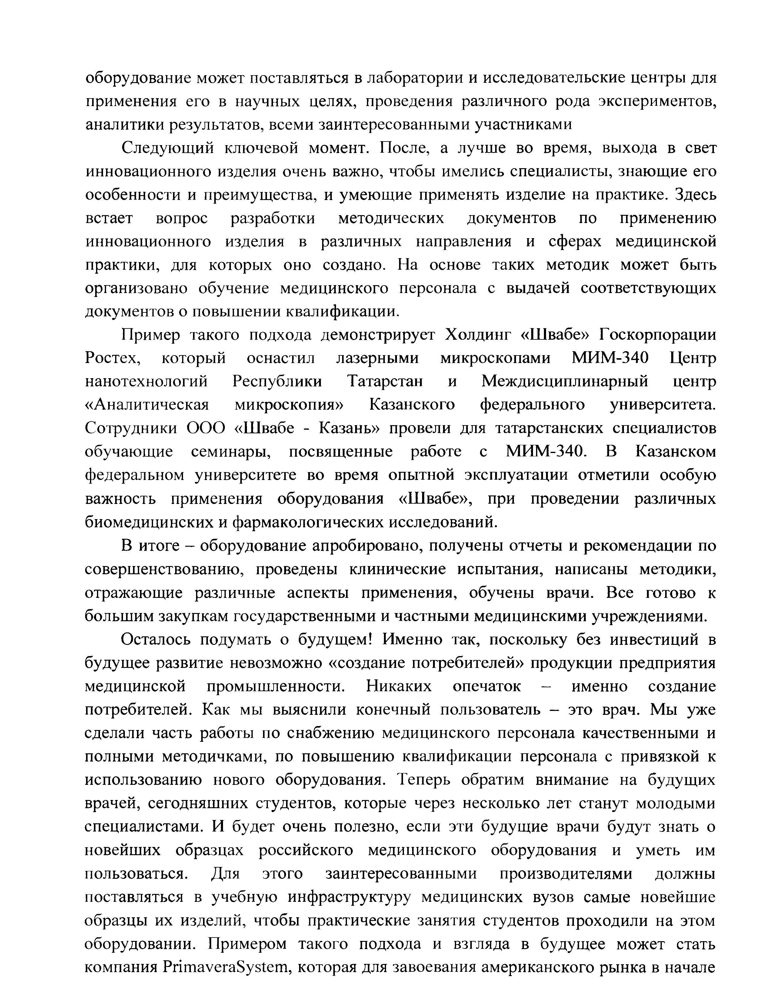 оборудование может поставляться в лаборатории и исследовательские центры для
применения его в научных целях, проведения различного рода экспериментов,
аналитики результатов, всеми заинтересованными участниками
Следующий ключевой момент. После, а лучше во время, выхода в свет
инновационного изделия очень важно, чтобы имелись специалисты, знающие его
особенности и преимущества, и умеющие применять изделие на практике. Здесь
встает вопрос разработки методических документов по применению
инновационного изделия в различных направления и сферах медицинской
практики, для которых оно создано. На основе таких методик может быть
организовано обучение медицинского персонала с выдачей соответствующих
документов о повышении квалификации.
Пример такого подхода демонстрирует Холдинг «Швабе» Госкорпорации
Ростех, который оснастил лазерными микроскопами МИМ-340 Центр
нанотехнологий Республики Татарстан и Междисциплинарный центр
«Аналитическая микроскопия» Казанского федерального университета.
Сотрудники ООО «Швабе - Казань» провели для татарстанских специалистов
обучающие семинары, посвященные работе с МИМ-340. В Казанском
федеральном университете во время опытной эксплуатации отметили особую
важность применения оборудования «Швабе», при проведении различных
биомедицинских и фармакологических исследований.
В итоге – оборудование апробировано, получены отчеты и рекомендации по
совершенствованию, проведены клинические испытания, написаны методики,
отражающие различные аспекты применения, обучены врачи. Все готово к
большим закупкам государственными и частными медицинскими учреждениями.
Осталось подумать о будущем! Именно так, поскольку без инвестиций в
будущее развитие невозможно «создание потребителей» продукции предприятия
медицинской промышленности. Никаких опечаток – именно создание
потребителей. Как мы выяснили конечный пользователь – это врач. Мы уже
сделали часть работы по снабжению медицинского персонала качественными и
полными методичками, по повышению квалификации персонала с привязкой к
использованию нового оборудования. Теперь обратим внимание на будущих
врачей, сегодняшних студентов, которые через несколько лет станут молодыми
специалистами. И будет очень полезно, если эти будущие врачи будут знать о
новейших образцах российского медицинского оборудования и уметь им
пользоваться. Для этого заинтересованными производителями должны
поставляться в учебную инфраструктуру медицинских вузов самые новейшие
образцы их изделий, чтобы практические занятия студентов проходили на этом
оборудовании. Примером такого подхода и взгляда в будущее может стать
компания PrimaveraSystem, которая для завоевания американского рынка в начале